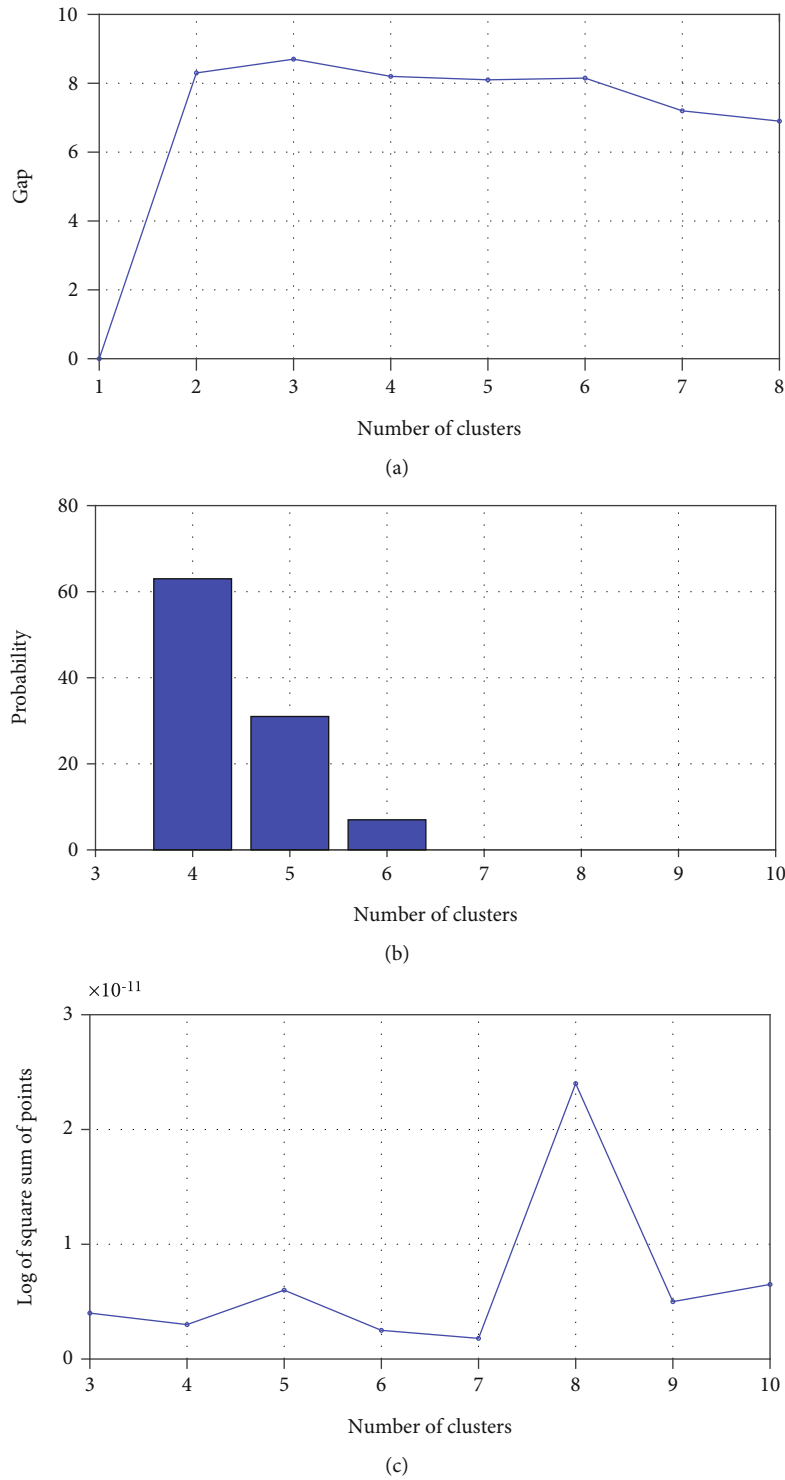 10
8
6
4
2
0
Gap
1 2 3 4 5 6 7 8
Number of clusters
(a)
80
60
40
20
0
Probability
3 4 5 6 7 8 9 10
Number of clusters
(b)
×10-11
3
2
1
0
Log of square sum of points
3 4 5 6 7 8 9 10
Number of clusters
(c)